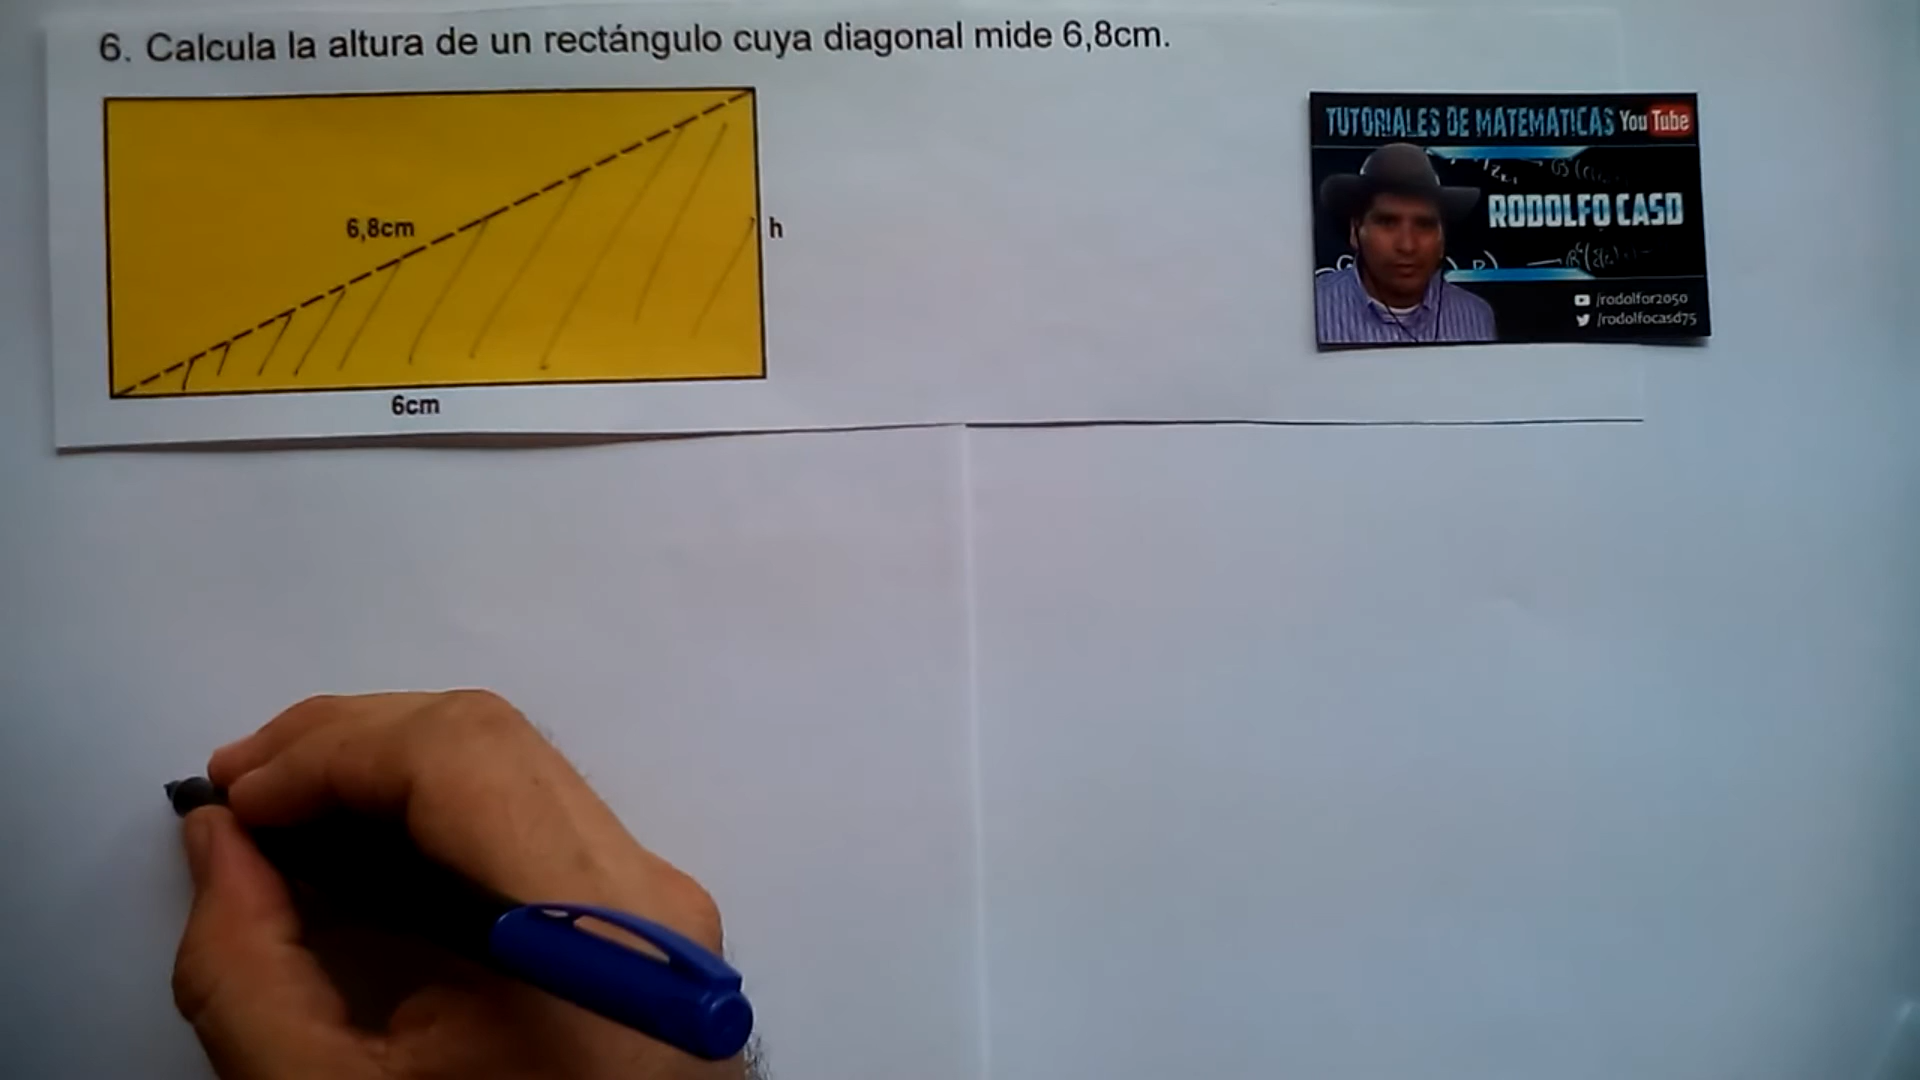 6. Calcula la altura de un rectángulo cuya diagonal mide 6,8cm.
6,8cm
h
6cm
TUTORIALES DE MATEMATICAS YouTube
RODOLFO CASD
/rodolfor2050
/rodolfocasd75